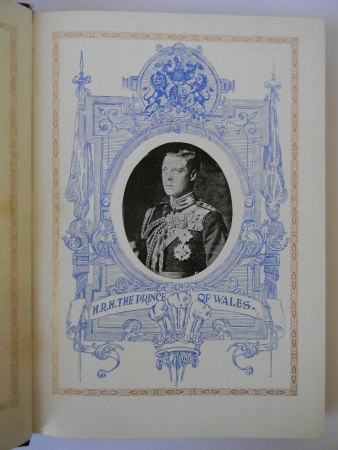 H.R.H. THE PRINCE OF WALES.